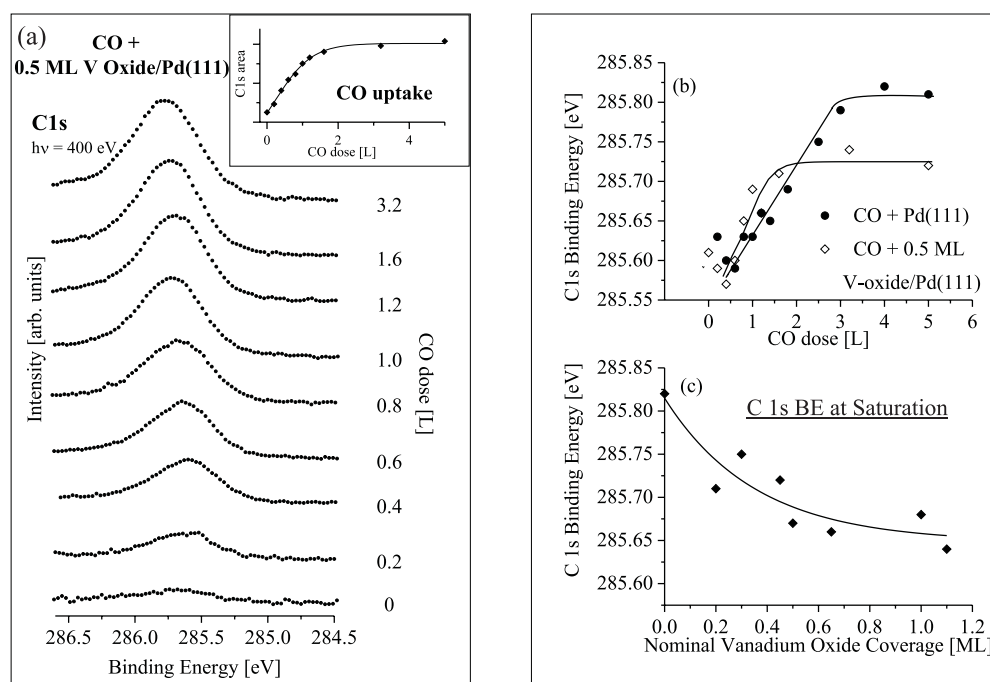 (a)
CO +
0.5 ML V Oxide/Pd(111)
C1s
hν = 400 eV
C1s area
CO uptake
0 2 4
CO dose [L]
3.2
1.6
1.2
1.0
0.8
0.6
0.4
0.2
0
CO dose [L]
Intensity [arb. units]
286.5 286.0 285.5 285.0 284.5
Binding Energy [eV]
(b)
C1s Binding Energy [eV]
285.85
285.80
285.75
285.70
285.65
285.60
285.55
CO + Pd(111)
CO + 0.5 ML
V-oxide/Pd(111)
0 1 2 3 4 5 6
CO dose [L]
(c)
C 1s BE at Saturation
C 1s Binding Energy [eV]
285.85
285.80
285.75
285.70
285.65
285.60
0.0 0.2 0.4 0.6 0.8 1.0 1.2
Nominal Vanadium Oxide Coverage [ML]